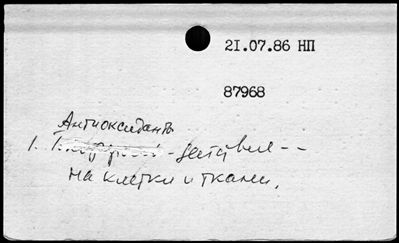 21.07.86 НП
87968
Антиоксиданты
1. - действие --
на клетки и ткани.